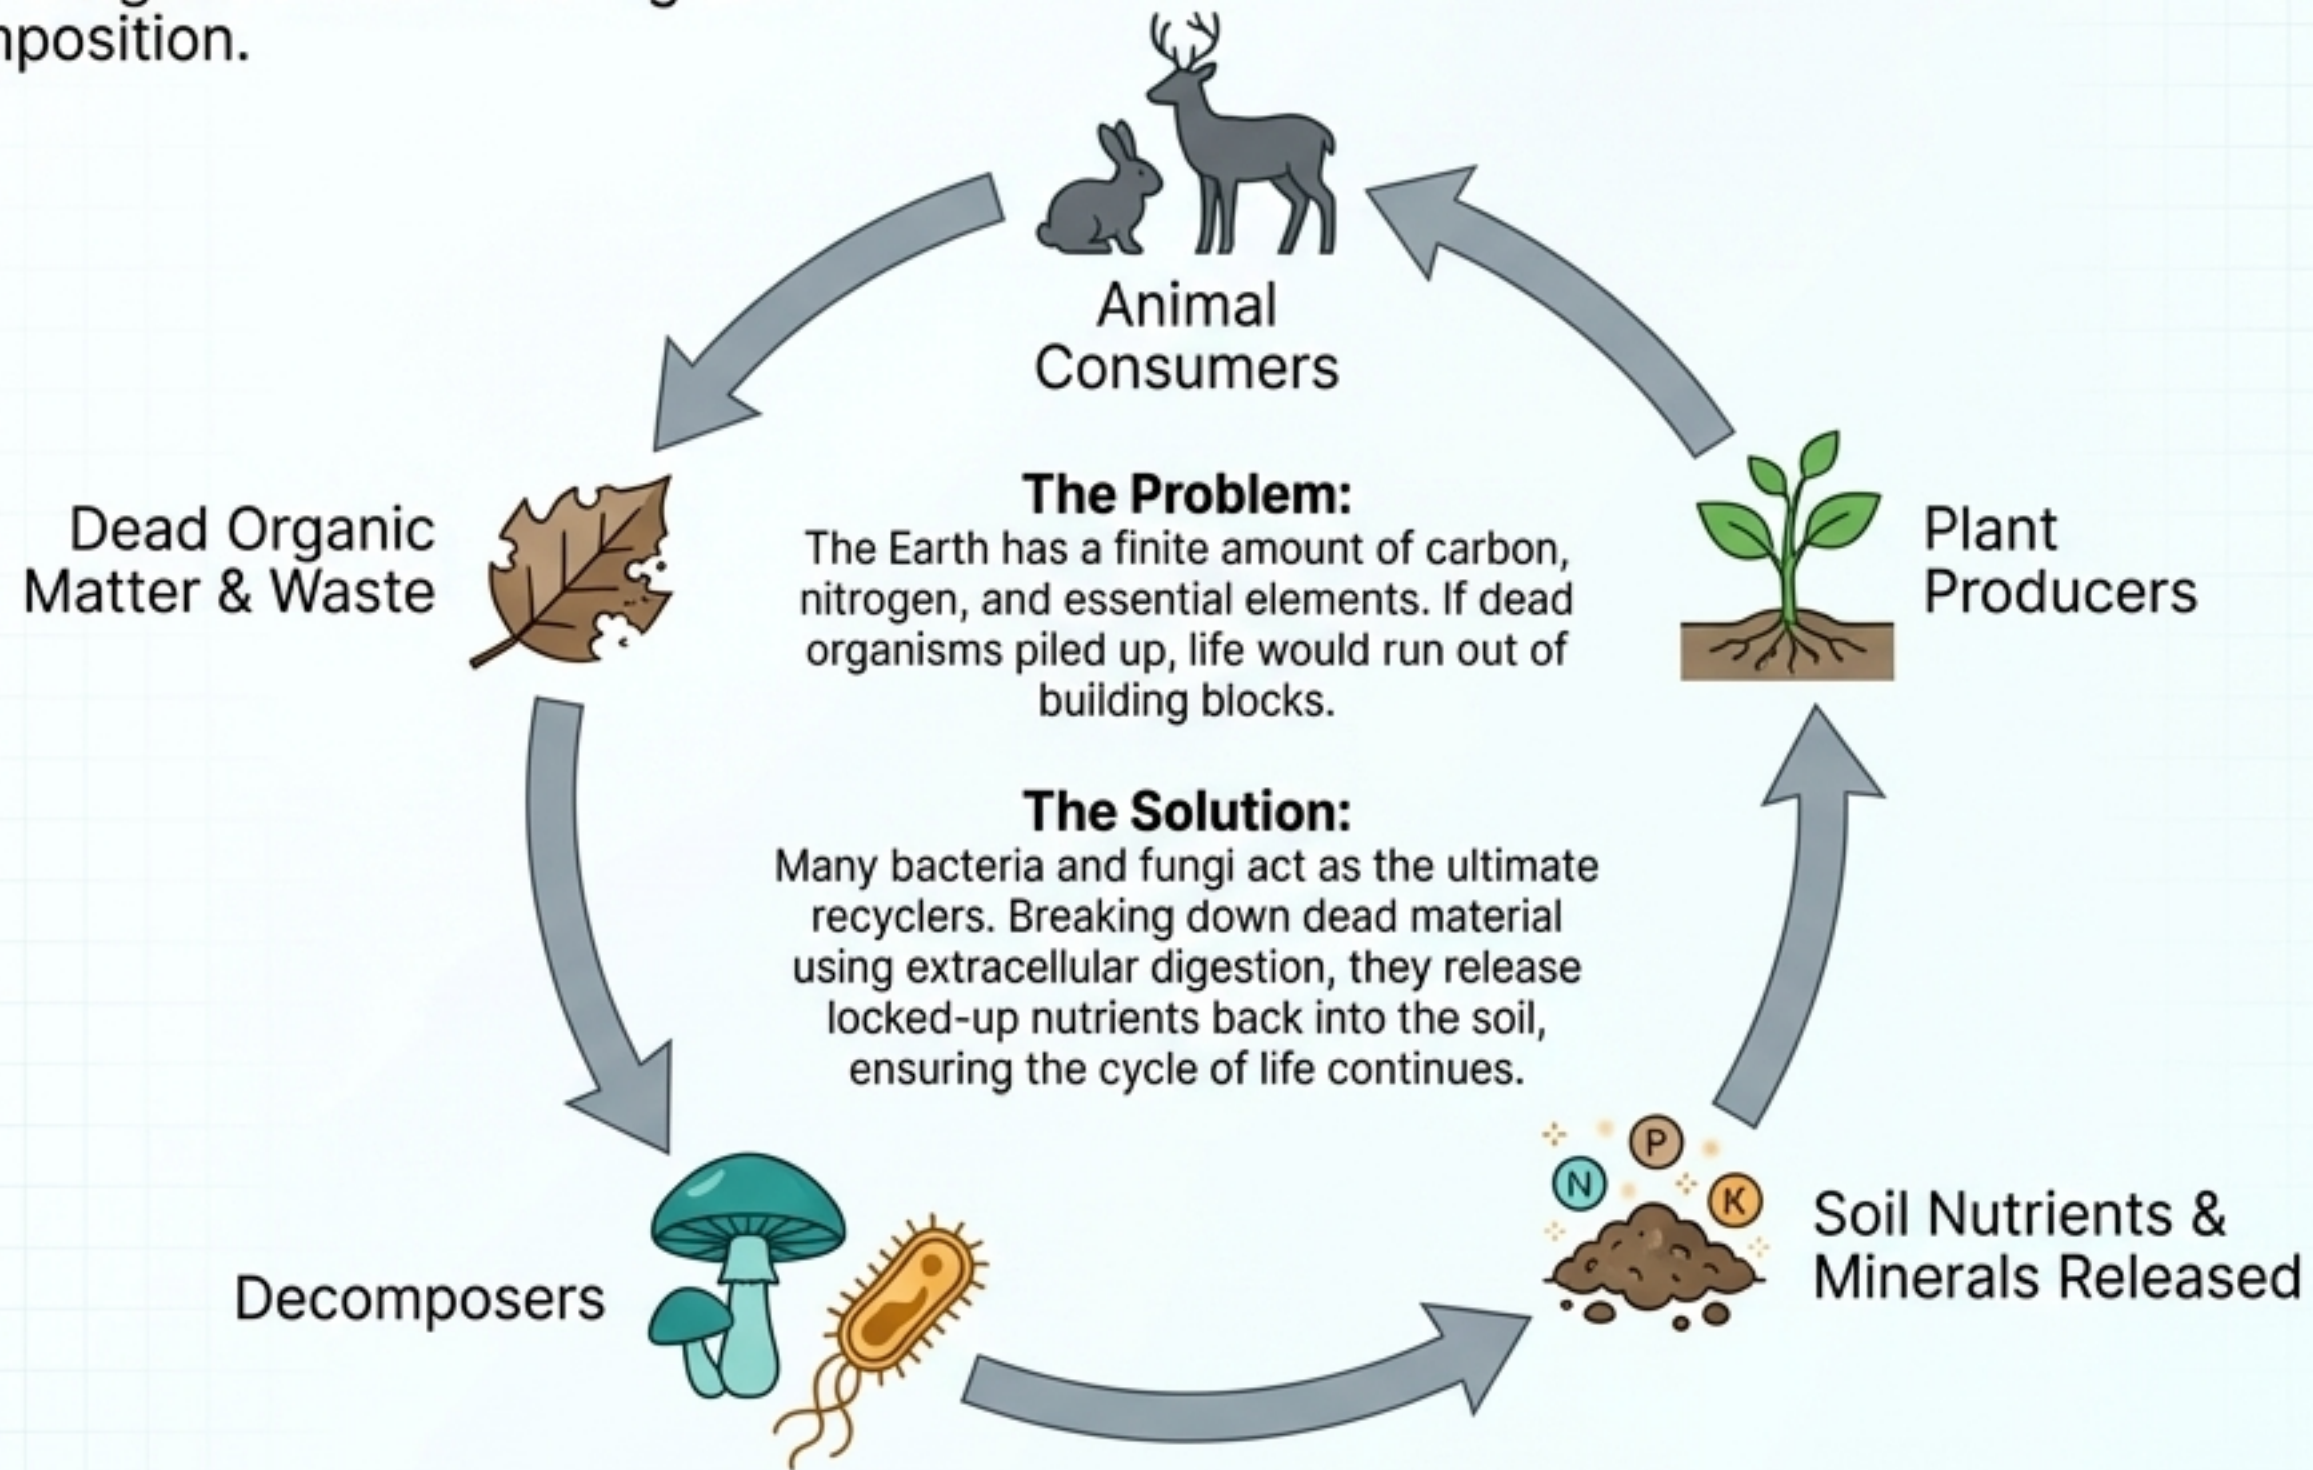 Animal
Consumers
Dead Organic
Matter & Waste
The Problem:
The Earth has a finite amount of carbon,
nitrogen, and essential elements. If dead
organisms piled up, life would run out of
building blocks.
Plant
Producers
The Solution:
Many bacteria and fungi act as the ultimate
recyclers. Breaking down dead material
using extracellular digestion, they release
locked-up nutrients back into the soil,
ensuring the cycle of life continues.
Decomposers
N
P
K
Soil Nutrients &
Minerals Released